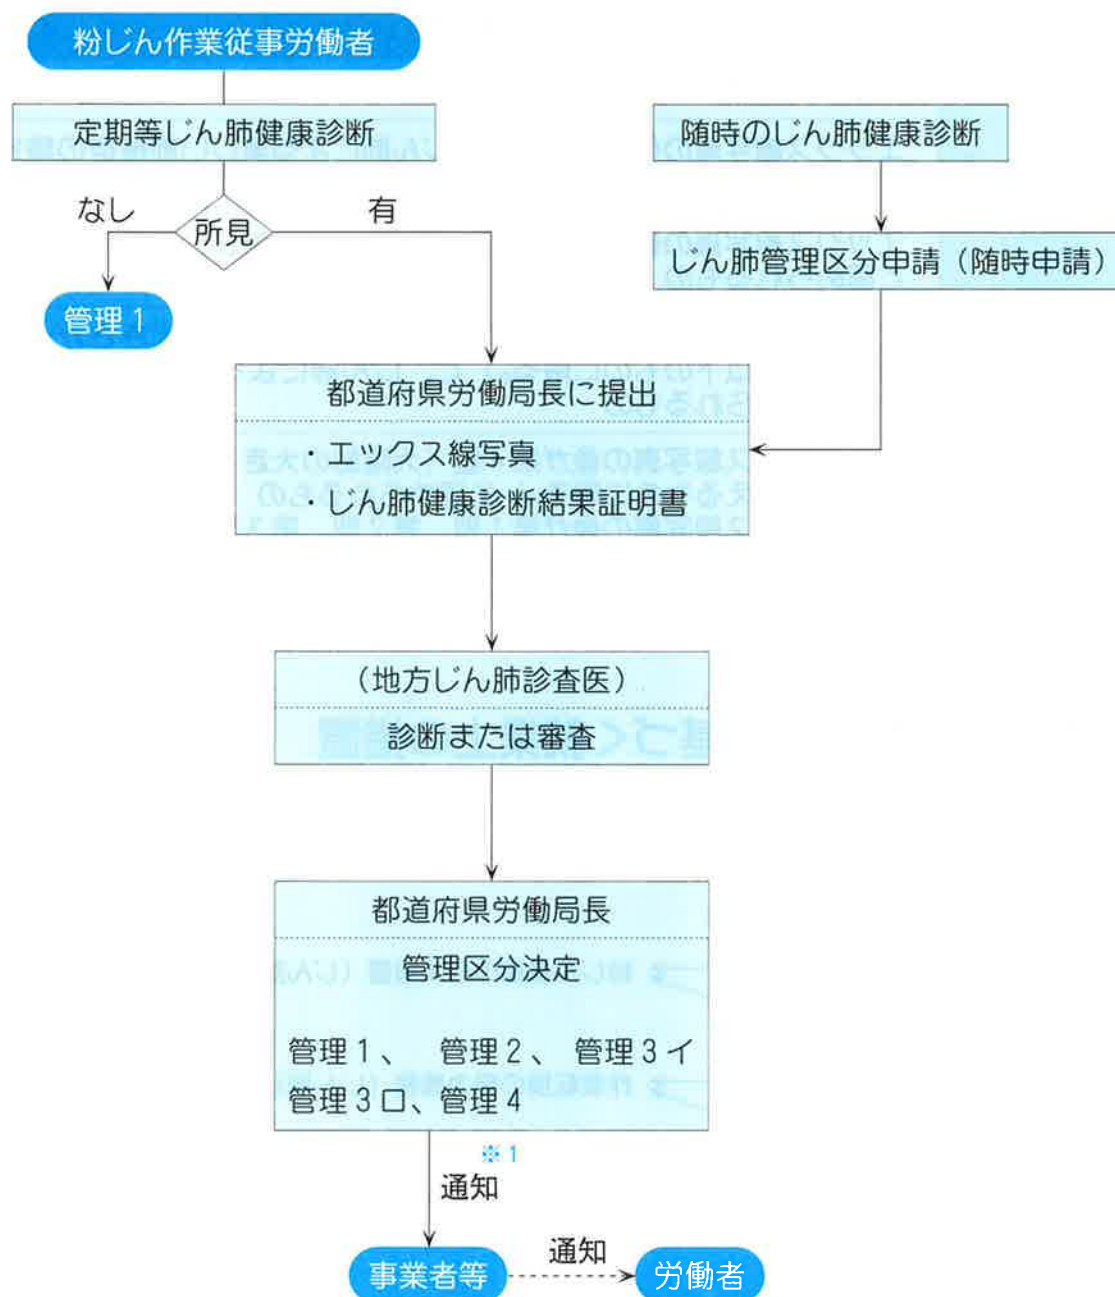 粉じん作業従事労働者
定期等じん肺健康診断
随時のじん肺健康診断
なし
所見
有
じん肺管理区分申請（随時申請）
管理1
都道府県労働局長に提出
・エックス線写真
・じん肺健康診断結果証明書
（地方じん肺診査医）
診断または審査
都道府県労働局長
管理区分決定
管理1、 管理2、 管理3イ
管理3ロ、管理4
※1
通知
事業者等
通知
労働者